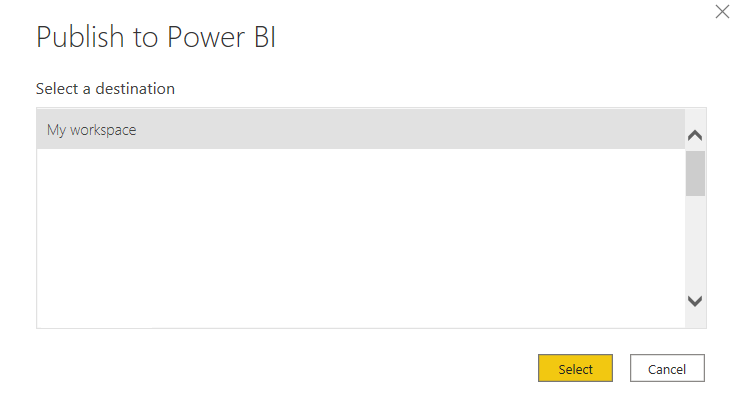 Publish to Power BI
Select a destination
My workspace
Select
Cancel